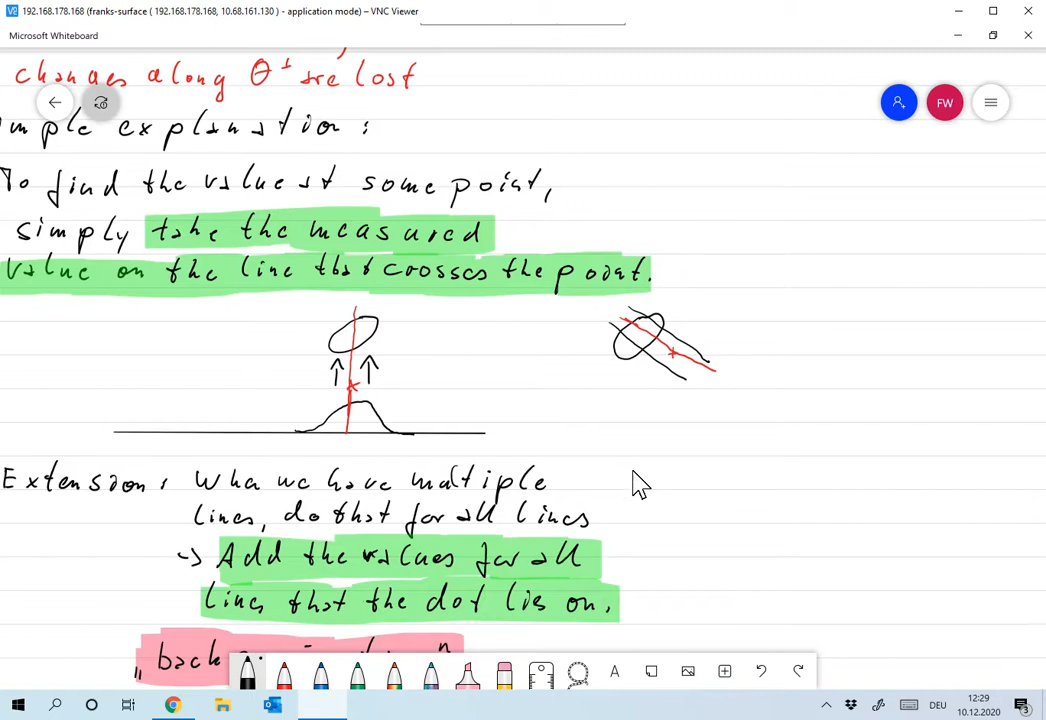 192.168.178.168 (franks-surface ( 192.168.178.168, 10.68.161.130 ) - application mode) - VNC Viewer
Microsoft Whiteboard
changes along θ⊥ are lost
FW
mple explanation :
To find the value at some point,
simply take the measured
value on the line that crosses the point.
Extension: When we have multiple
lines, do that for all lines
→ Add the values for all
lines that the dot lies on.
"back
A
DEU
12:29
10.12.2020
3